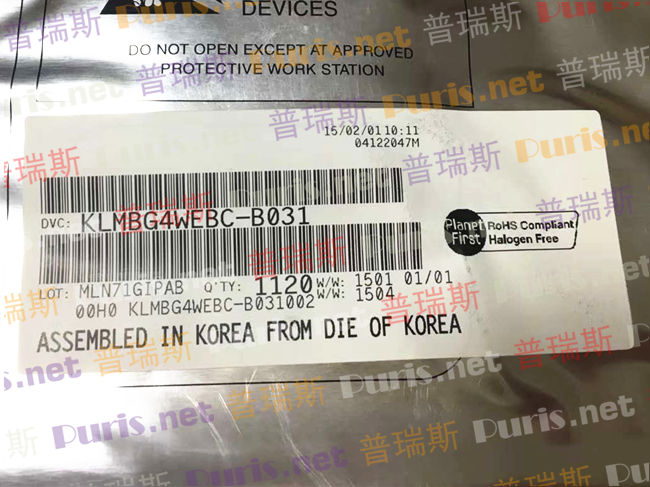 DEVICES
DO NOT OPEN EXCEPT AT APPROVED
PROTECTIVE WORK STATION
15/02/01 10:11
04122047M
DVC: KLMBG4WEBC-B031
Planet First
RoHS Compliant
Halogen Free
LOT: MLN71GIPAB Q'TY: 1120 W/W: 1501 01/01
00H0 KLMBG4WEBC-B031002 W/W: 1504
ASSEMBLED IN KOREA FROM DIE OF KOREA
普瑞斯 Puris.net